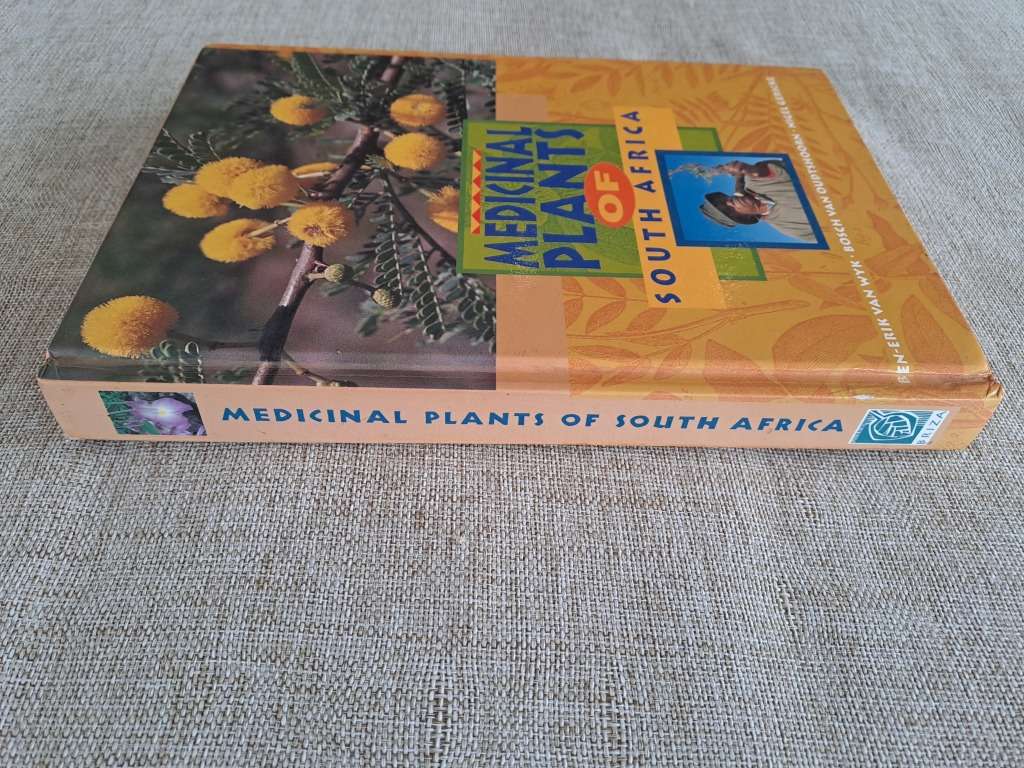 MEDICINAL
PLANTS
OF
SOUTH AFRICA
BEN-ERIK VAN WYK · BOSCH VAN OUDTSHOORN · NIGEL GERICKE
MEDICINAL PLANTS OF SOUTH AFRICA
BRIZA